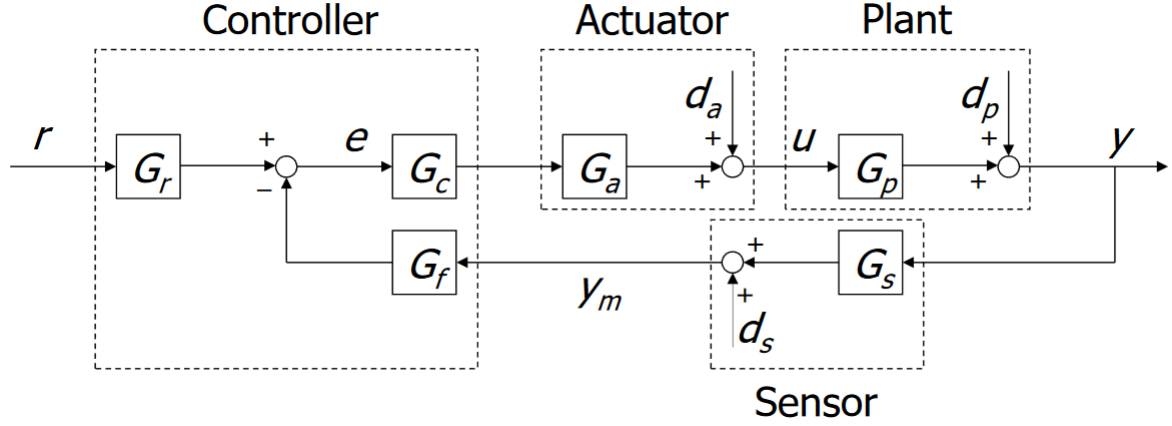 Controller
Actuator
Plant
r
G_r
+
−
e
G_c
G_a
d_a
+
+
u
G_p
d_p
+
+
y
G_f
y_m
+
+
d_s
G_s
Sensor